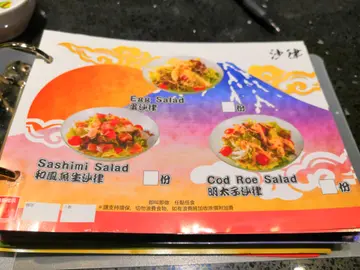 沙律
Egg Salad
蛋沙律
份
Sashimi Salad
和風魚生沙律
份
Cod Roe Salad
明太子沙律
份